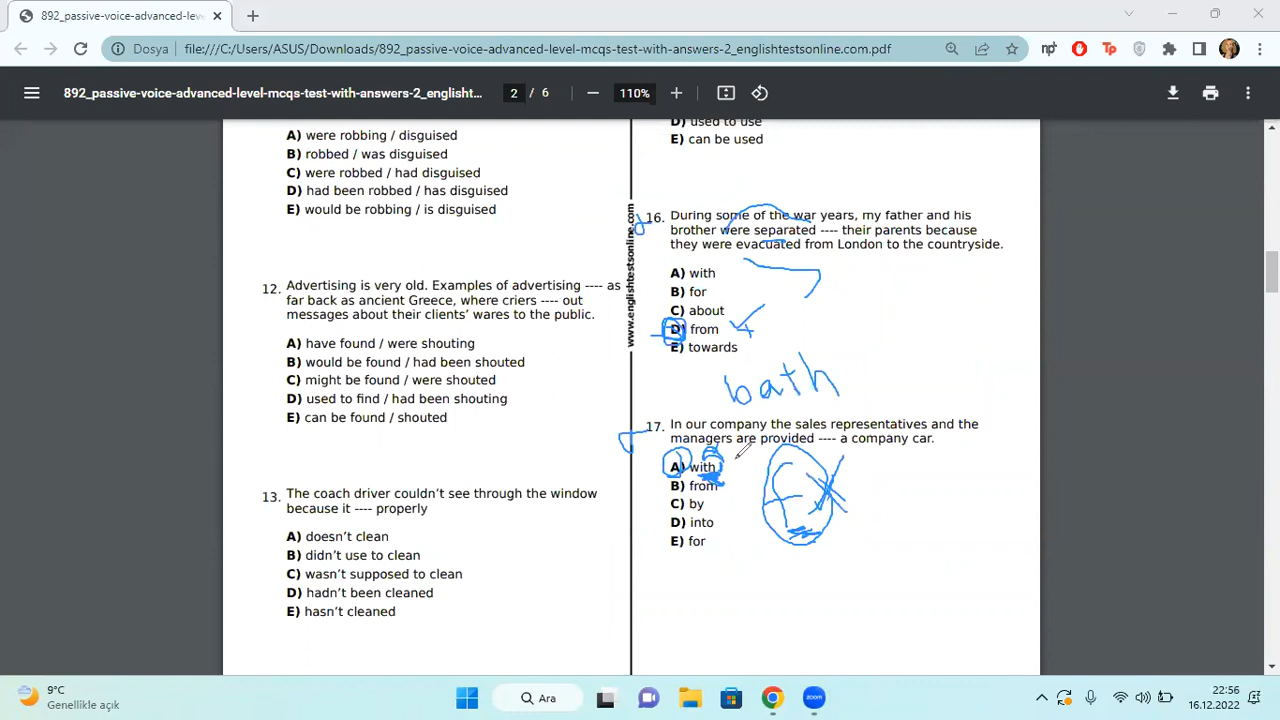 892_passive-voice-advanced-lev
Dosya
file:///C:/Users/ASUS/Downloads/892_passive-voice-advanced-level-mcqs-test-with-answers-2_englishtestsonline.com.pdf
892_passive-voice-advanced-level-mcqs-test-with-answers-2_englisht...
2 / 6
110%
A) were robbing / disguised
B) robbed / was disguised
C) were robbed / had disguised
D) had been robbed / has disguised
E) would be robbing / is disguised
12. Advertising is very old. Examples of advertising ---- as
far back as ancient Greece, where criers ---- out
messages about their clients’ wares to the public.
A) have found / were shouting
B) would be found / had been shouted
C) might be found / were shouted
D) used to find / had been shouting
E) can be found / shouted
13. The coach driver couldn’t see through the window
because it ---- properly
A) doesn’t clean
B) didn’t use to clean
C) wasn’t supposed to clean
D) hadn’t been cleaned
E) hasn’t cleaned
www.englishtestsonline.com
D) used to use
E) can be used
16. During some of the war years, my father and his
brother were separated ---- their parents because
they were evacuated from London to the countryside.
A) with
B) for
C) about
D) from
E) towards
bath
17. In our company the sales representatives and the
managers are provided ---- a company car.
A) with
B) from
C) by
D) into
E) for
9°C
Genellikle açık
Ara
22:56
16.12.2022